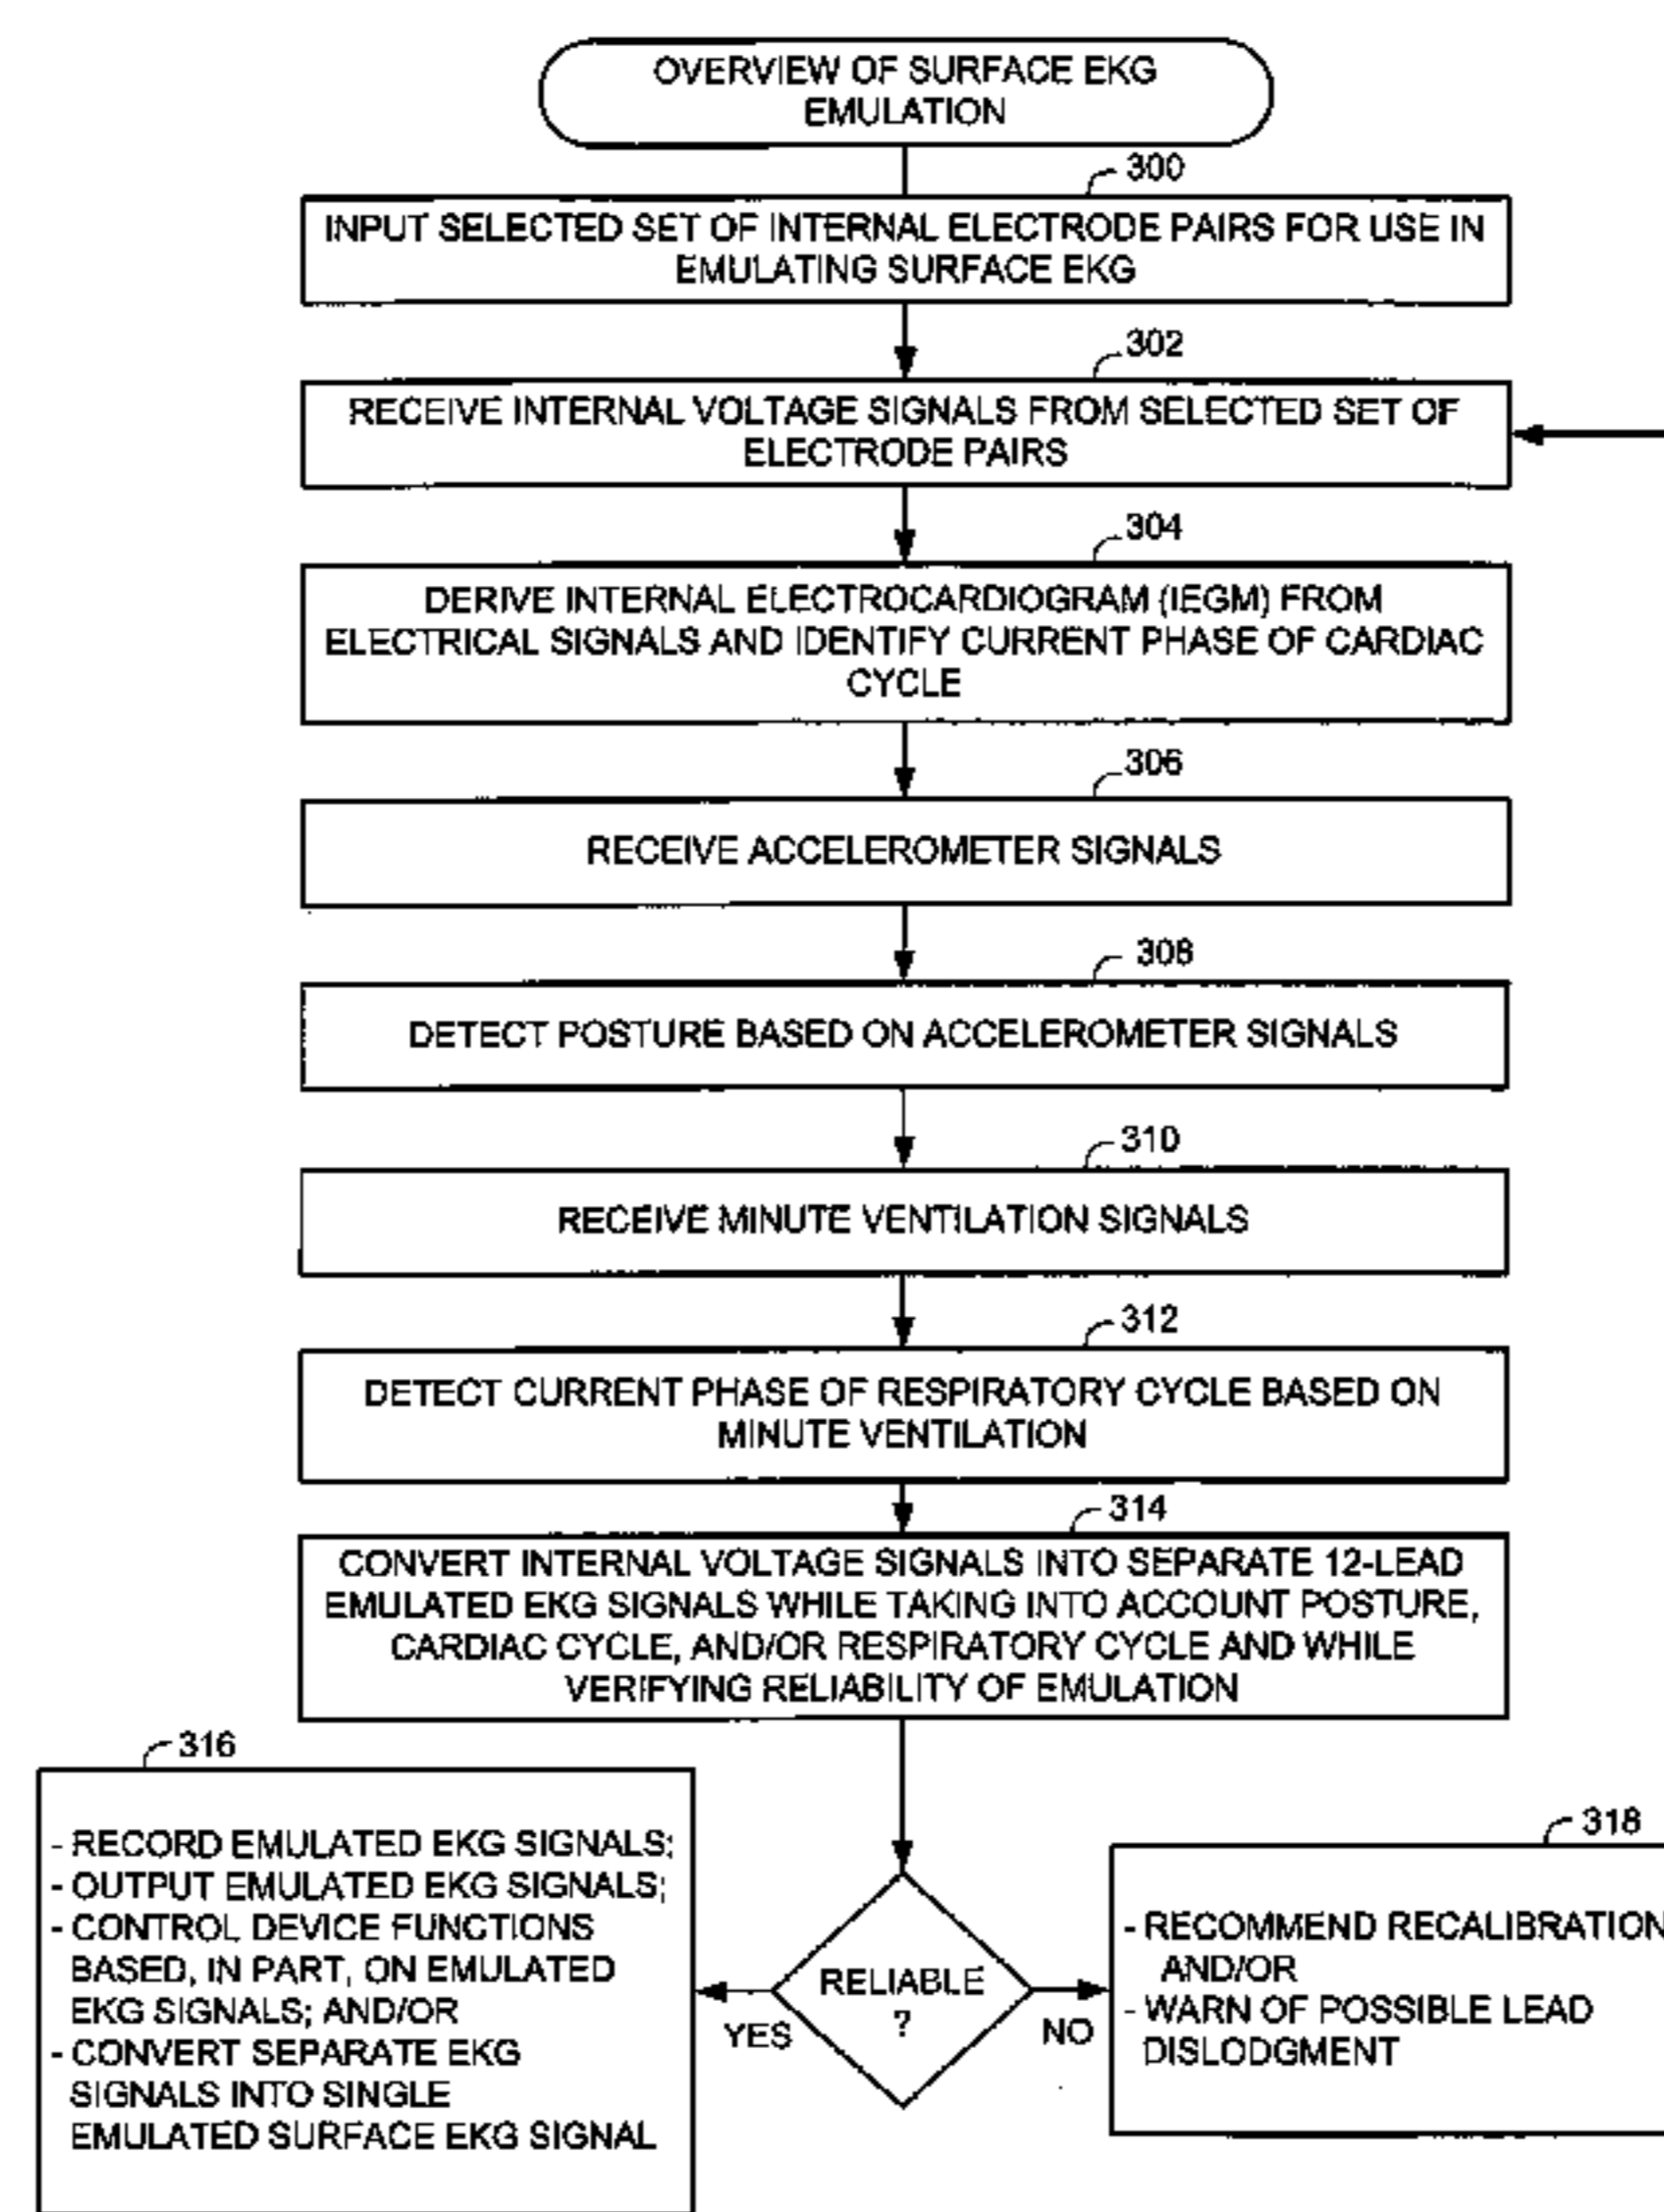 OVERVIEW OF SURFACE EKG
EMULATION
300
INPUT SELECTED SET OF INTERNAL ELECTRODE PAIRS FOR USE IN
EMULATING SURFACE EKG
302
RECEIVE INTERNAL VOLTAGE SIGNALS FROM SELECTED SET OF
ELECTRODE PAIRS
304
DERIVE INTERNAL ELECTROCARDIOGRAM (IEGM) FROM
ELECTRICAL SIGNALS AND IDENTIFY CURRENT PHASE OF CARDIAC
CYCLE
306
RECEIVE ACCELEROMETER SIGNALS
308
DETECT POSTURE BASED ON ACCELEROMETER SIGNALS
310
RECEIVE MINUTE VENTILATION SIGNALS
312
DETECT CURRENT PHASE OF RESPIRATORY CYCLE BASED ON
MINUTE VENTILATION
314
CONVERT INTERNAL VOLTAGE SIGNALS INTO SEPARATE 12-LEAD
EMULATED EKG SIGNALS WHILE TAKING INTO ACCOUNT POSTURE,
CARDIAC CYCLE, AND/OR RESPIRATORY CYCLE AND WHILE
VERIFYING RELIABILITY OF EMULATION
316
- RECORD EMULATED EKG SIGNALS;
- OUTPUT EMULATED EKG SIGNALS;
- CONTROL DEVICE FUNCTIONS
BASED, IN PART, ON EMULATED
EKG SIGNALS; AND/OR
- CONVERT SEPARATE EKG
SIGNALS INTO SINGLE
EMULATED SURFACE EKG SIGNAL
RELIABLE
?
YES
NO
318
- RECOMMEND RECALIBRATION
AND/OR
- WARN OF POSSIBLE LEAD
DISLODGMENT